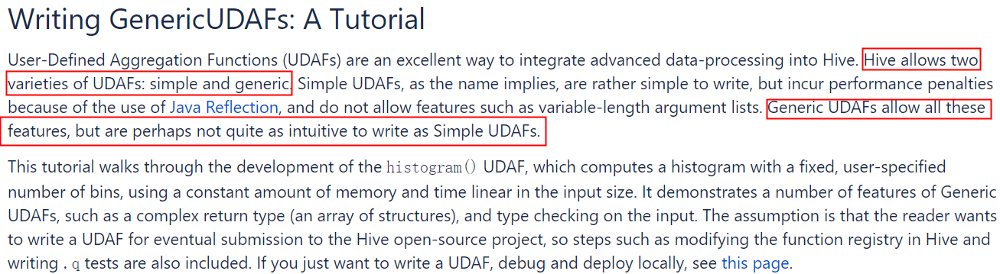 Writing GenericUDAFs: A Tutorial
User-Defined Aggregation Functions (UDAFs) are an excellent way to integrate advanced data-processing into Hive. Hive allows two
varieties of UDAFs: simple and generic. Simple UDAFs, as the name implies, are rather simple to write, but incur performance penalties
because of the use of Java Reflection, and do not allow features such as variable-length argument lists. Generic UDAFs allow all these
features, but are perhaps not quite as intuitive to write as Simple UDAFs.
This tutorial walks through the development of the histogram() UDAF, which computes a histogram with a fixed, user-specified
number of bins, using a constant amount of memory and time linear in the input size. It demonstrates a number of features of Generic
UDAFs, such as a complex return type (an array of structures), and type checking on the input. The assumption is that the reader wants
to write a UDAF for eventual submission to the Hive open-source project, so steps such as modifying the function registry in Hive and
writing .q tests are also included. If you just want to write a UDAF, debug and deploy locally, see this page.